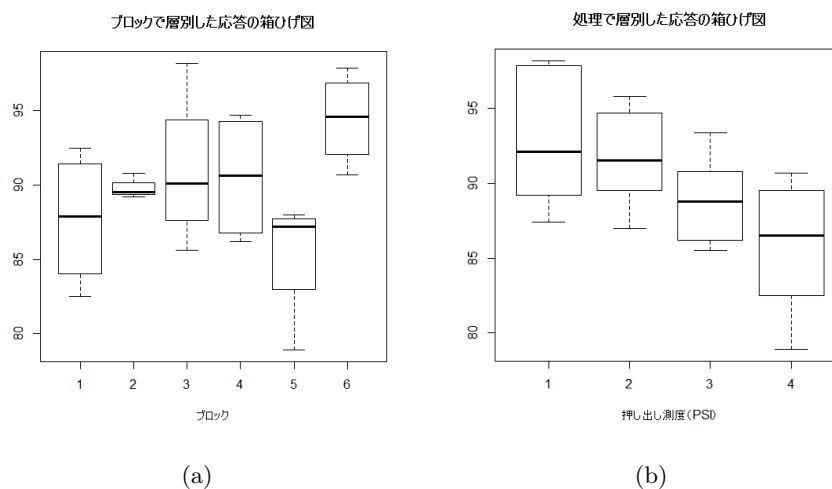 ブロックで層別した応答の箱ひげ図
95
90
85
80
1 2 3 4 5 6
ブロック
(a)
処理で層別した応答の箱ひげ図
95
90
85
80
1 2 3 4
押し出し測度(PSI)
(b)